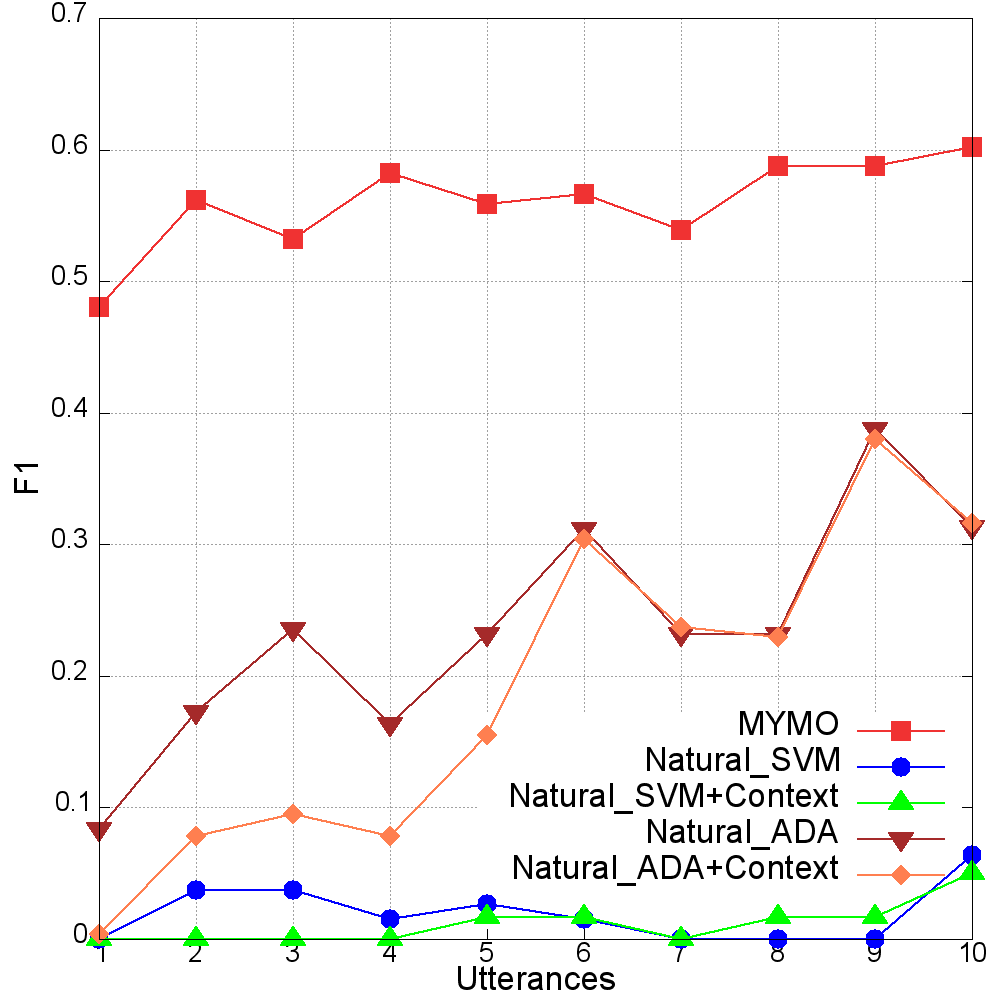 0.7
0.6
0.5
0.4
0.3
0.2
0.1
0
F1
MYMO
Natural_SVM
Natural_SVM+Context
Natural_ADA
Natural_ADA+Context
1 2 3 4 5 6 7 8 9 10
Utterances